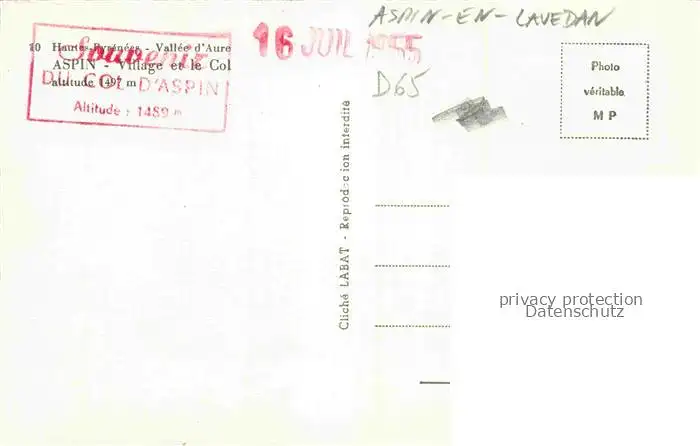 10 Hautes-Pyrénées - Vallée d'Aure
ASPIN - Village et le Col
altitude 1497 m
Souvenir
DU COL D'ASPIN
Altitude : 1489 m
16 JUIL 1955
ASPIN-EN-LAVEDAN
D65
Photo
véritable
M P
Cliché LABAT - Reproduction interdite
privacy protection
Datenschutz